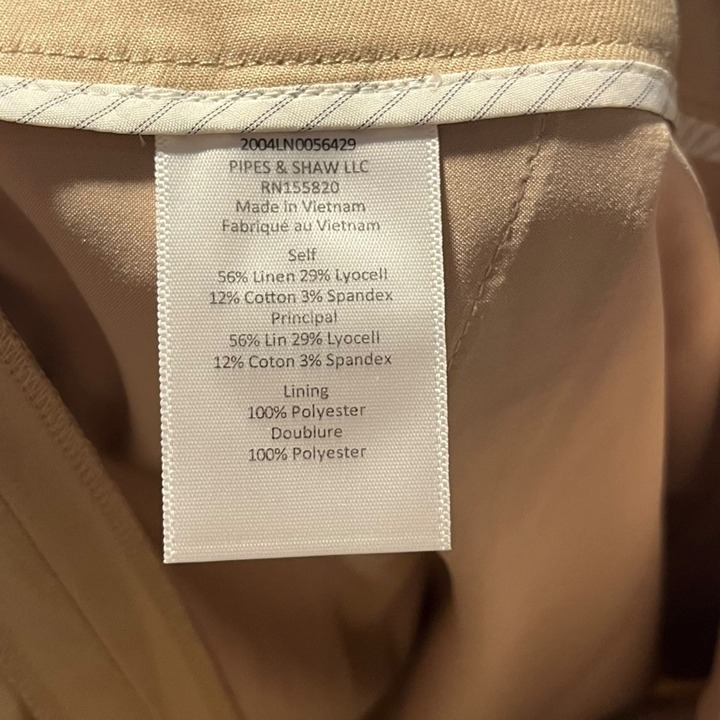 2004LN0056429
PIPES & SHAW LLC
RN155820
Made in Vietnam
Fabriqué au Vietnam
Self
56% Linen 29% Lyocell
12% Cotton 3% Spandex
Principal
56% Lin 29% Lyocell
12% Coton 3% Spandex
Lining
100% Polyester
Doublure
100% Polyester